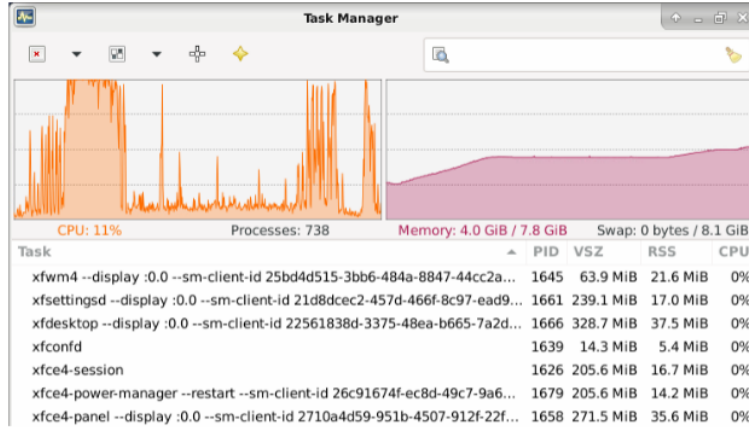 Task Manager
CPU: 11% Processes: 738 Memory: 4.0 GiB / 7.8 GiB Swap: 0 bytes / 8.1 GiB
Task PID VSZ RSS CPU
xfwm4 --display :0.0 --sm-client-id 25bd4d515-3bb6-484a-8847-44cc2a... 1645 63.9 MiB 21.6 MiB 0%
xfsettingsd --display :0.0 --sm-client-id 21d8dcec2-457d-466f-8c97-ead9... 1661 239.1 MiB 17.0 MiB 0%
xfdesktop --display :0.0 --sm-client-id 22561838d-3375-48ea-b665-7a2d... 1666 328.7 MiB 37.5 MiB 0%
xfconfd 1639 14.3 MiB 5.4 MiB 0%
xfce4-session 1626 205.6 MiB 16.7 MiB 0%
xfce4-power-manager --restart --sm-client-id 26c91674f-ec8d-49c7-9a6... 1679 205.6 MiB 14.2 MiB 0%
xfce4-panel --display :0.0 --sm-client-id 2710a4d59-951b-4507-912f-22f... 1658 271.5 MiB 35.6 MiB 0%